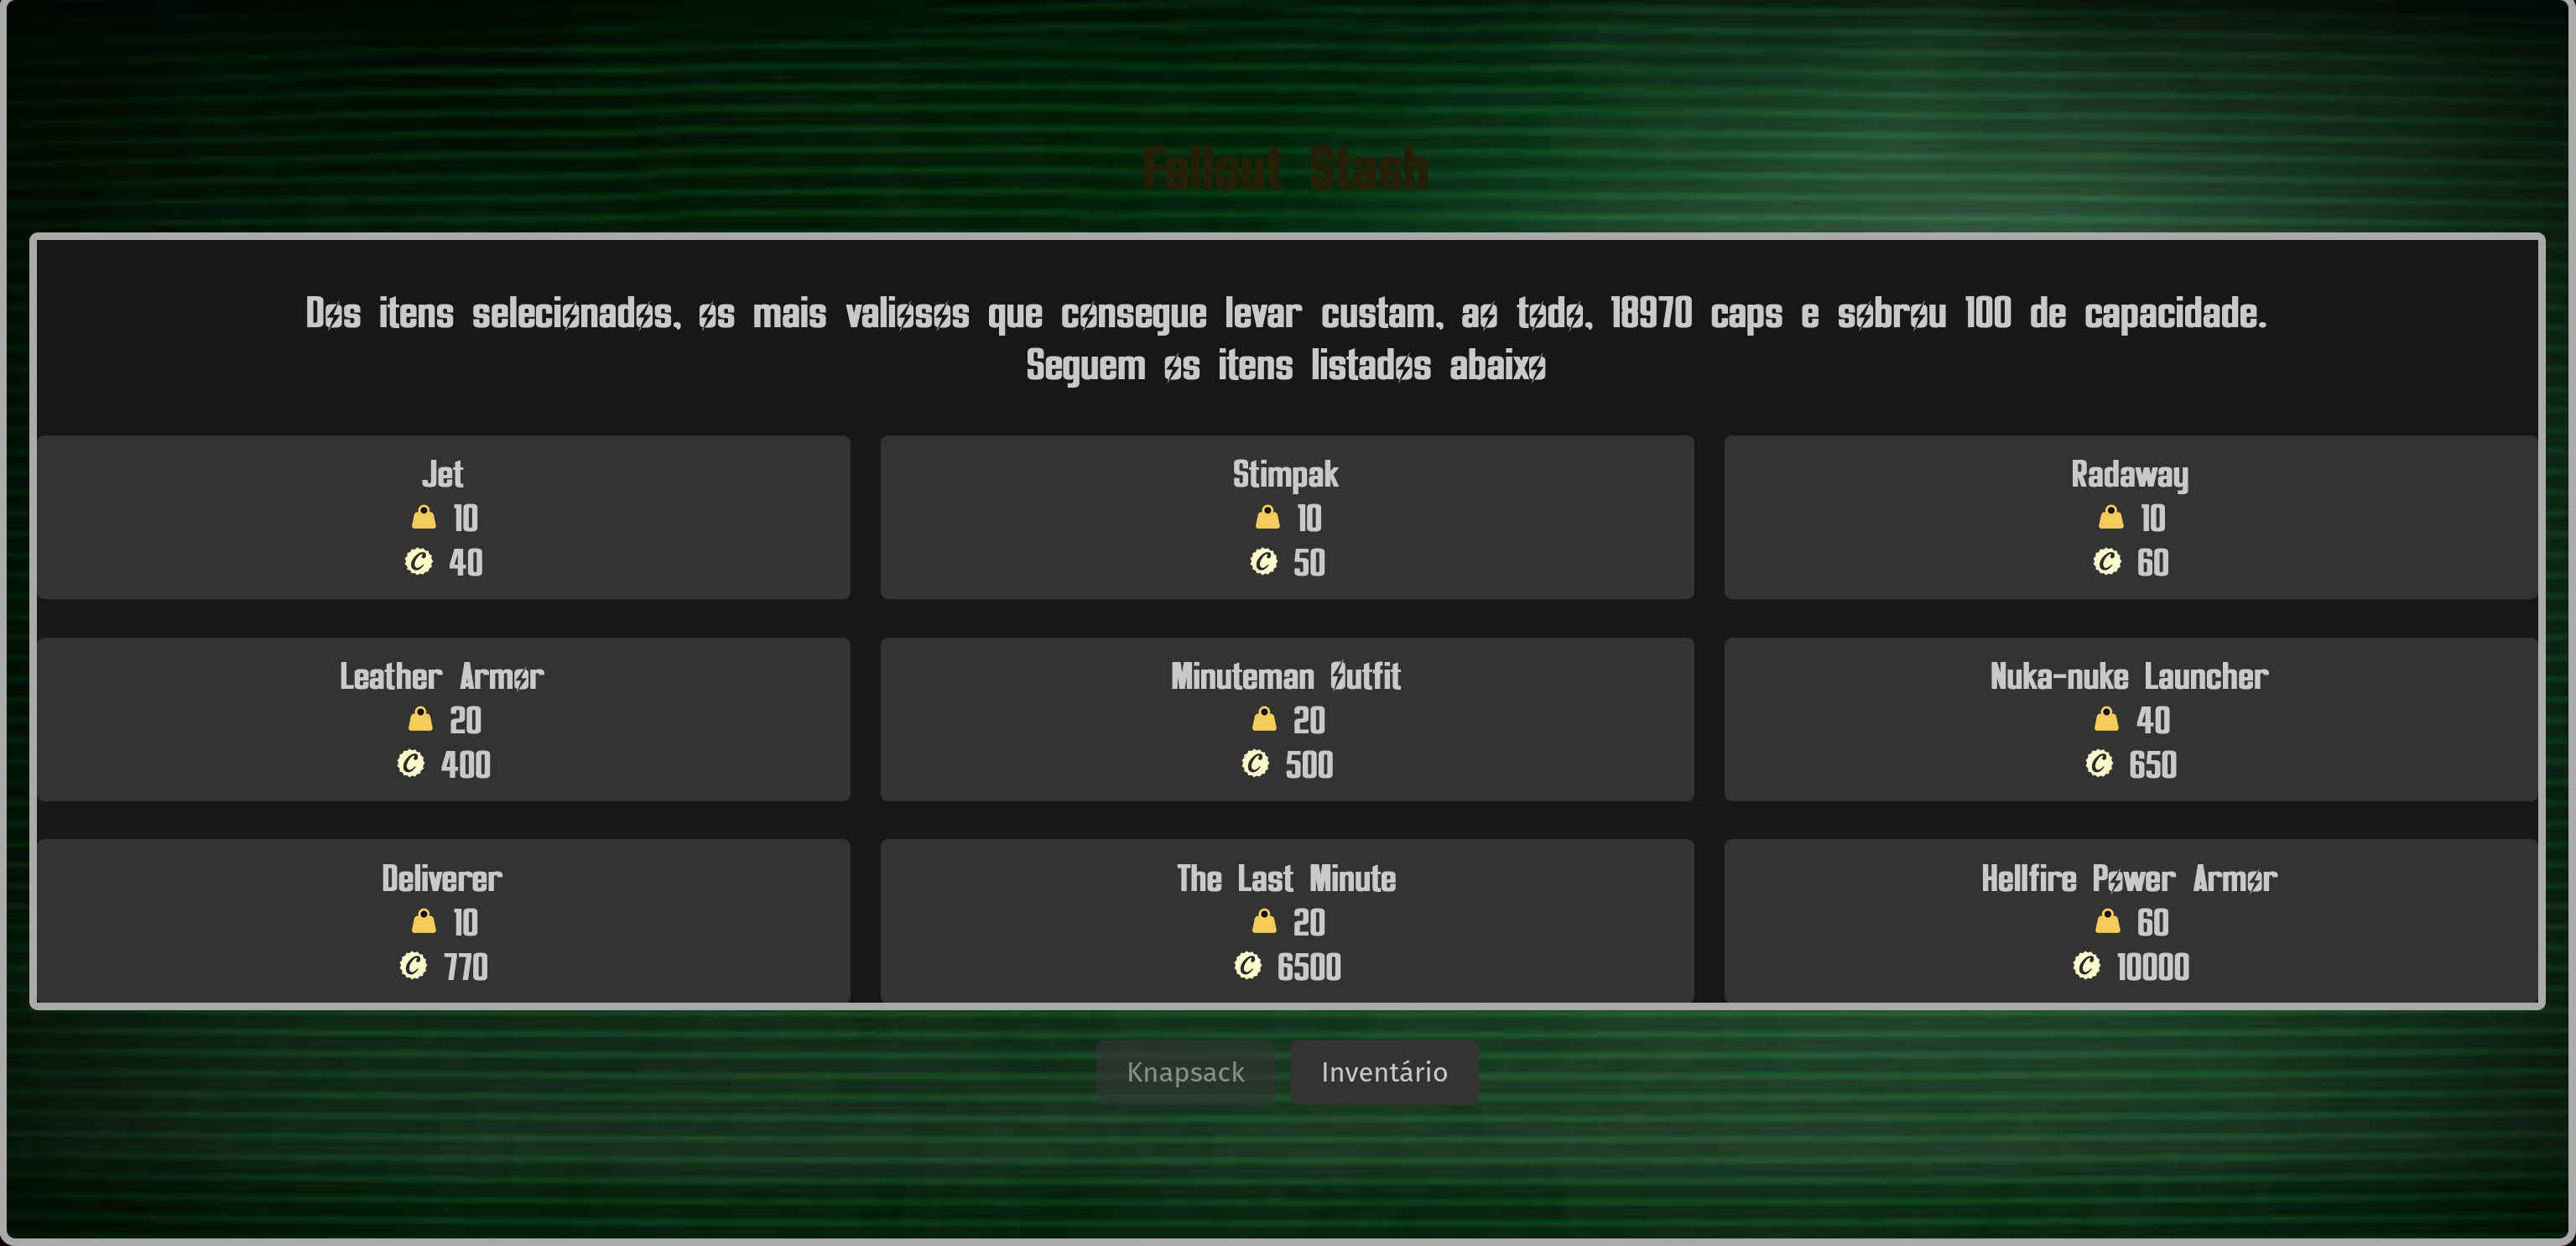 Fallout Stash
Dos itens selecionados, os mais valiosos que consegue levar custam, ao todo, 18970 caps e sobrou 100 de capacidade.
Seguem os itens listados abaixo
Jet
10
40
Stimpak
10
50
Radaway
10
60
Leather Armor
20
400
Minuteman Outfit
20
500
Nuka-nuke Launcher
40
650
Deliverer
10
770
The Last Minute
20
6500
Hellfire Power Armor
60
10000
Knapsack
Inventário